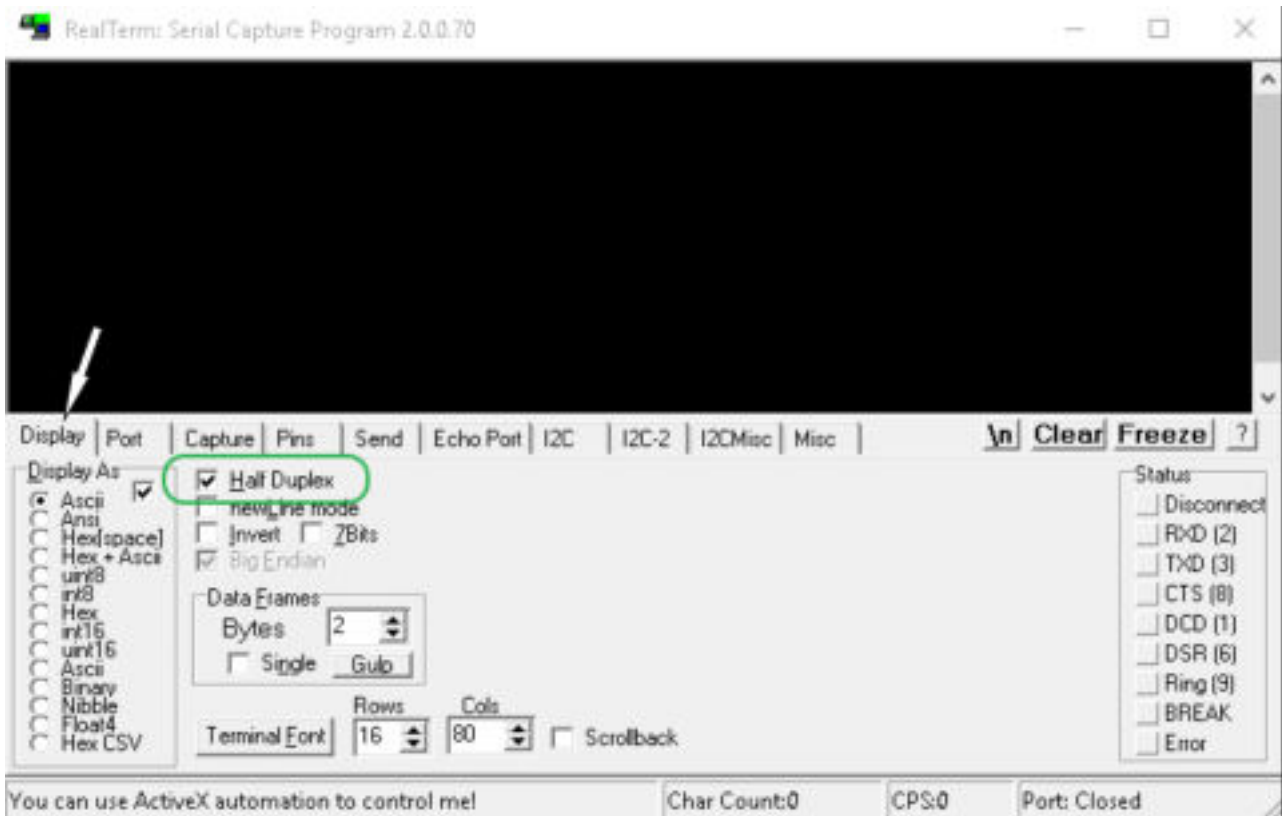 RealTerm: Serial Capture Program 2.0.0.70
Display Port Capture Pins Send Echo Port I2C I2C-2 I2CMisc Misc \n Clear Freeze ?
Display As
Ascii
Ansi
Hex[space]
Hex + Ascii
uint8
int8
Hex
int16
uint16
Ascii
Binary
Nibble
Float4
Hex CSV
Half Duplex
newLine mode
Invert 7Bits
Big Endian
Data Frames
Bytes 2
Single Gulp
Rows Cols
Terminal Font 16 80 Scrollback
Status
Disconnect
RXD (2)
TXD (3)
CTS (8)
DCD (1)
DSR (6)
Ring (9)
BREAK
Error
You can use ActiveX automation to control me! Char Count:0 CPS:0 Port: Closed